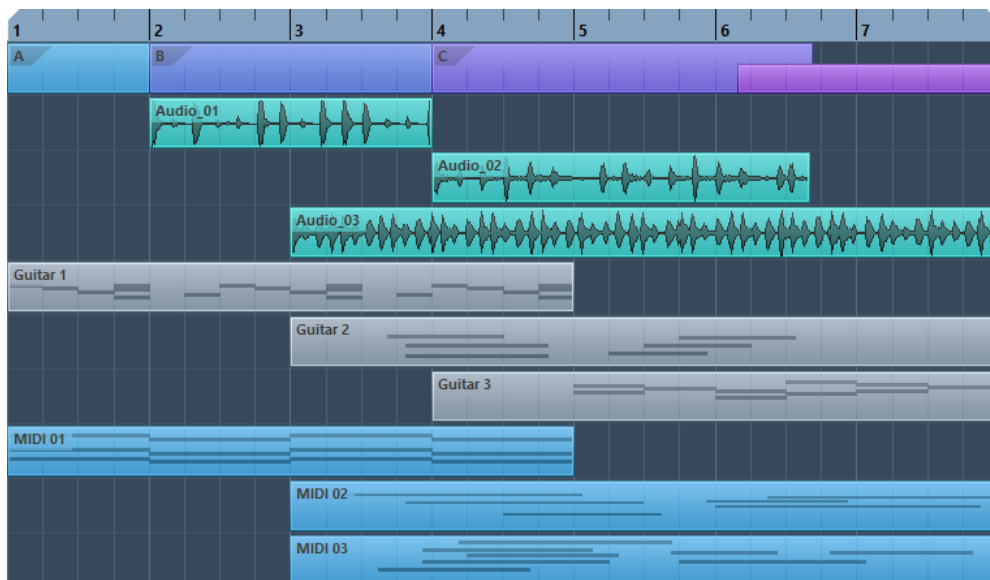 1 2 3 4 5 6 7
A B C
Audio_01
Audio_02
Audio_03
Guitar 1
Guitar 2
Guitar 3
MIDI 01
MIDI 02
MIDI 03